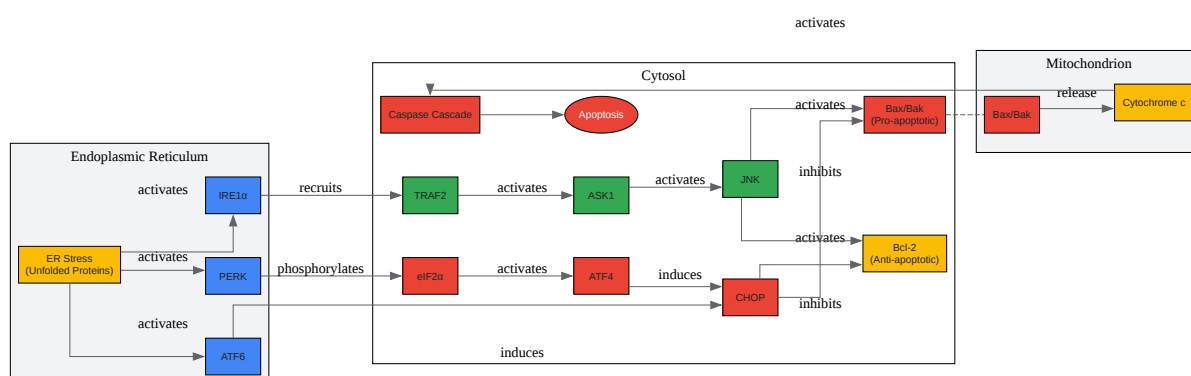 activates
Cytosol
Mitochondrion
release
Caspase Cascade
Apoptosis
activates
Bax/Bak
(Pro-apoptotic)
Bax/Bak
Cytochrome c
Endoplasmic Reticulum
activates
IRE1α
recruits
TRAF2
activates
ASK1
activates
JNK
inhibits
ER Stress
(Unfolded Proteins)
activates
PERK
phosphorylates
eIF2α
activates
ATF4
induces
CHOP
activates
Bcl-2
(Anti-apoptotic)
inhibits
activates
ATF6
induces